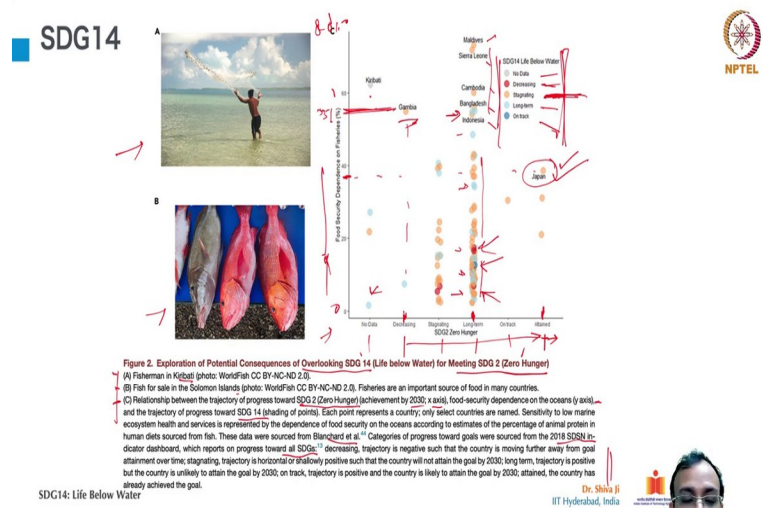 SDG14
NPTEL
A
B
Food Security Dependence on Fisheries (%)
60
40
20
0
Kiribati
Gambia
Maldives
Sierra Leone
Cambodia
Bangladesh
Indonesia
Japan
SDG14 Life Below Water
No Data
Decreasing
Stagnating
Long-term
On track
No Data
Decreasing
Stagnating
Long-term
On track
Attained
SDG2 Zero Hunger
Figure 2. Exploration of Potential Consequences of Overlooking SDG 14 (Life below Water) for Meeting SDG 2 (Zero Hunger)
(A) Fisherman in Kiribati (photo: WorldFish CC BY-NC-ND 2.0).
(B) Fish for sale in the Solomon Islands (photo: WorldFish CC BY-NC-ND 2.0). Fisheries are an important source of food in many countries.
(C) Relationship between the trajectory of progress toward SDG 2 (Zero Hunger) (achievement by 2030; x axis), food-security dependence on the oceans (y axis)
and the trajectory of progress toward SDG 14 (shading of points). Each point represents a country; only select countries are named. Sensitivity to low marine
ecosystem health and services is represented by the dependence of food security on the oceans according to estimates of the percentage of animal protein in
human diets sourced from fish. These data were sourced from Blanchard et al.44 Categories of progress toward goals were sourced from the 2018 SDSN in-
dicator dashboard, which reports on progress toward all SDGs:13 decreasing, trajectory is negative such that the country is moving further away from goal
attainment over time; stagnating, trajectory is horizontal or shallowly positive such that the country will not attain the goal by 2030; long term, trajectory is positive
but the country is unlikely to attain the goal by 2030; on track, trajectory is positive and the country is likely to attain the goal by 2030; attained, the country has
already achieved the goal.
SDG14: Life Below Water
Dr. Shiva Ji
IIT Hyderabad, India